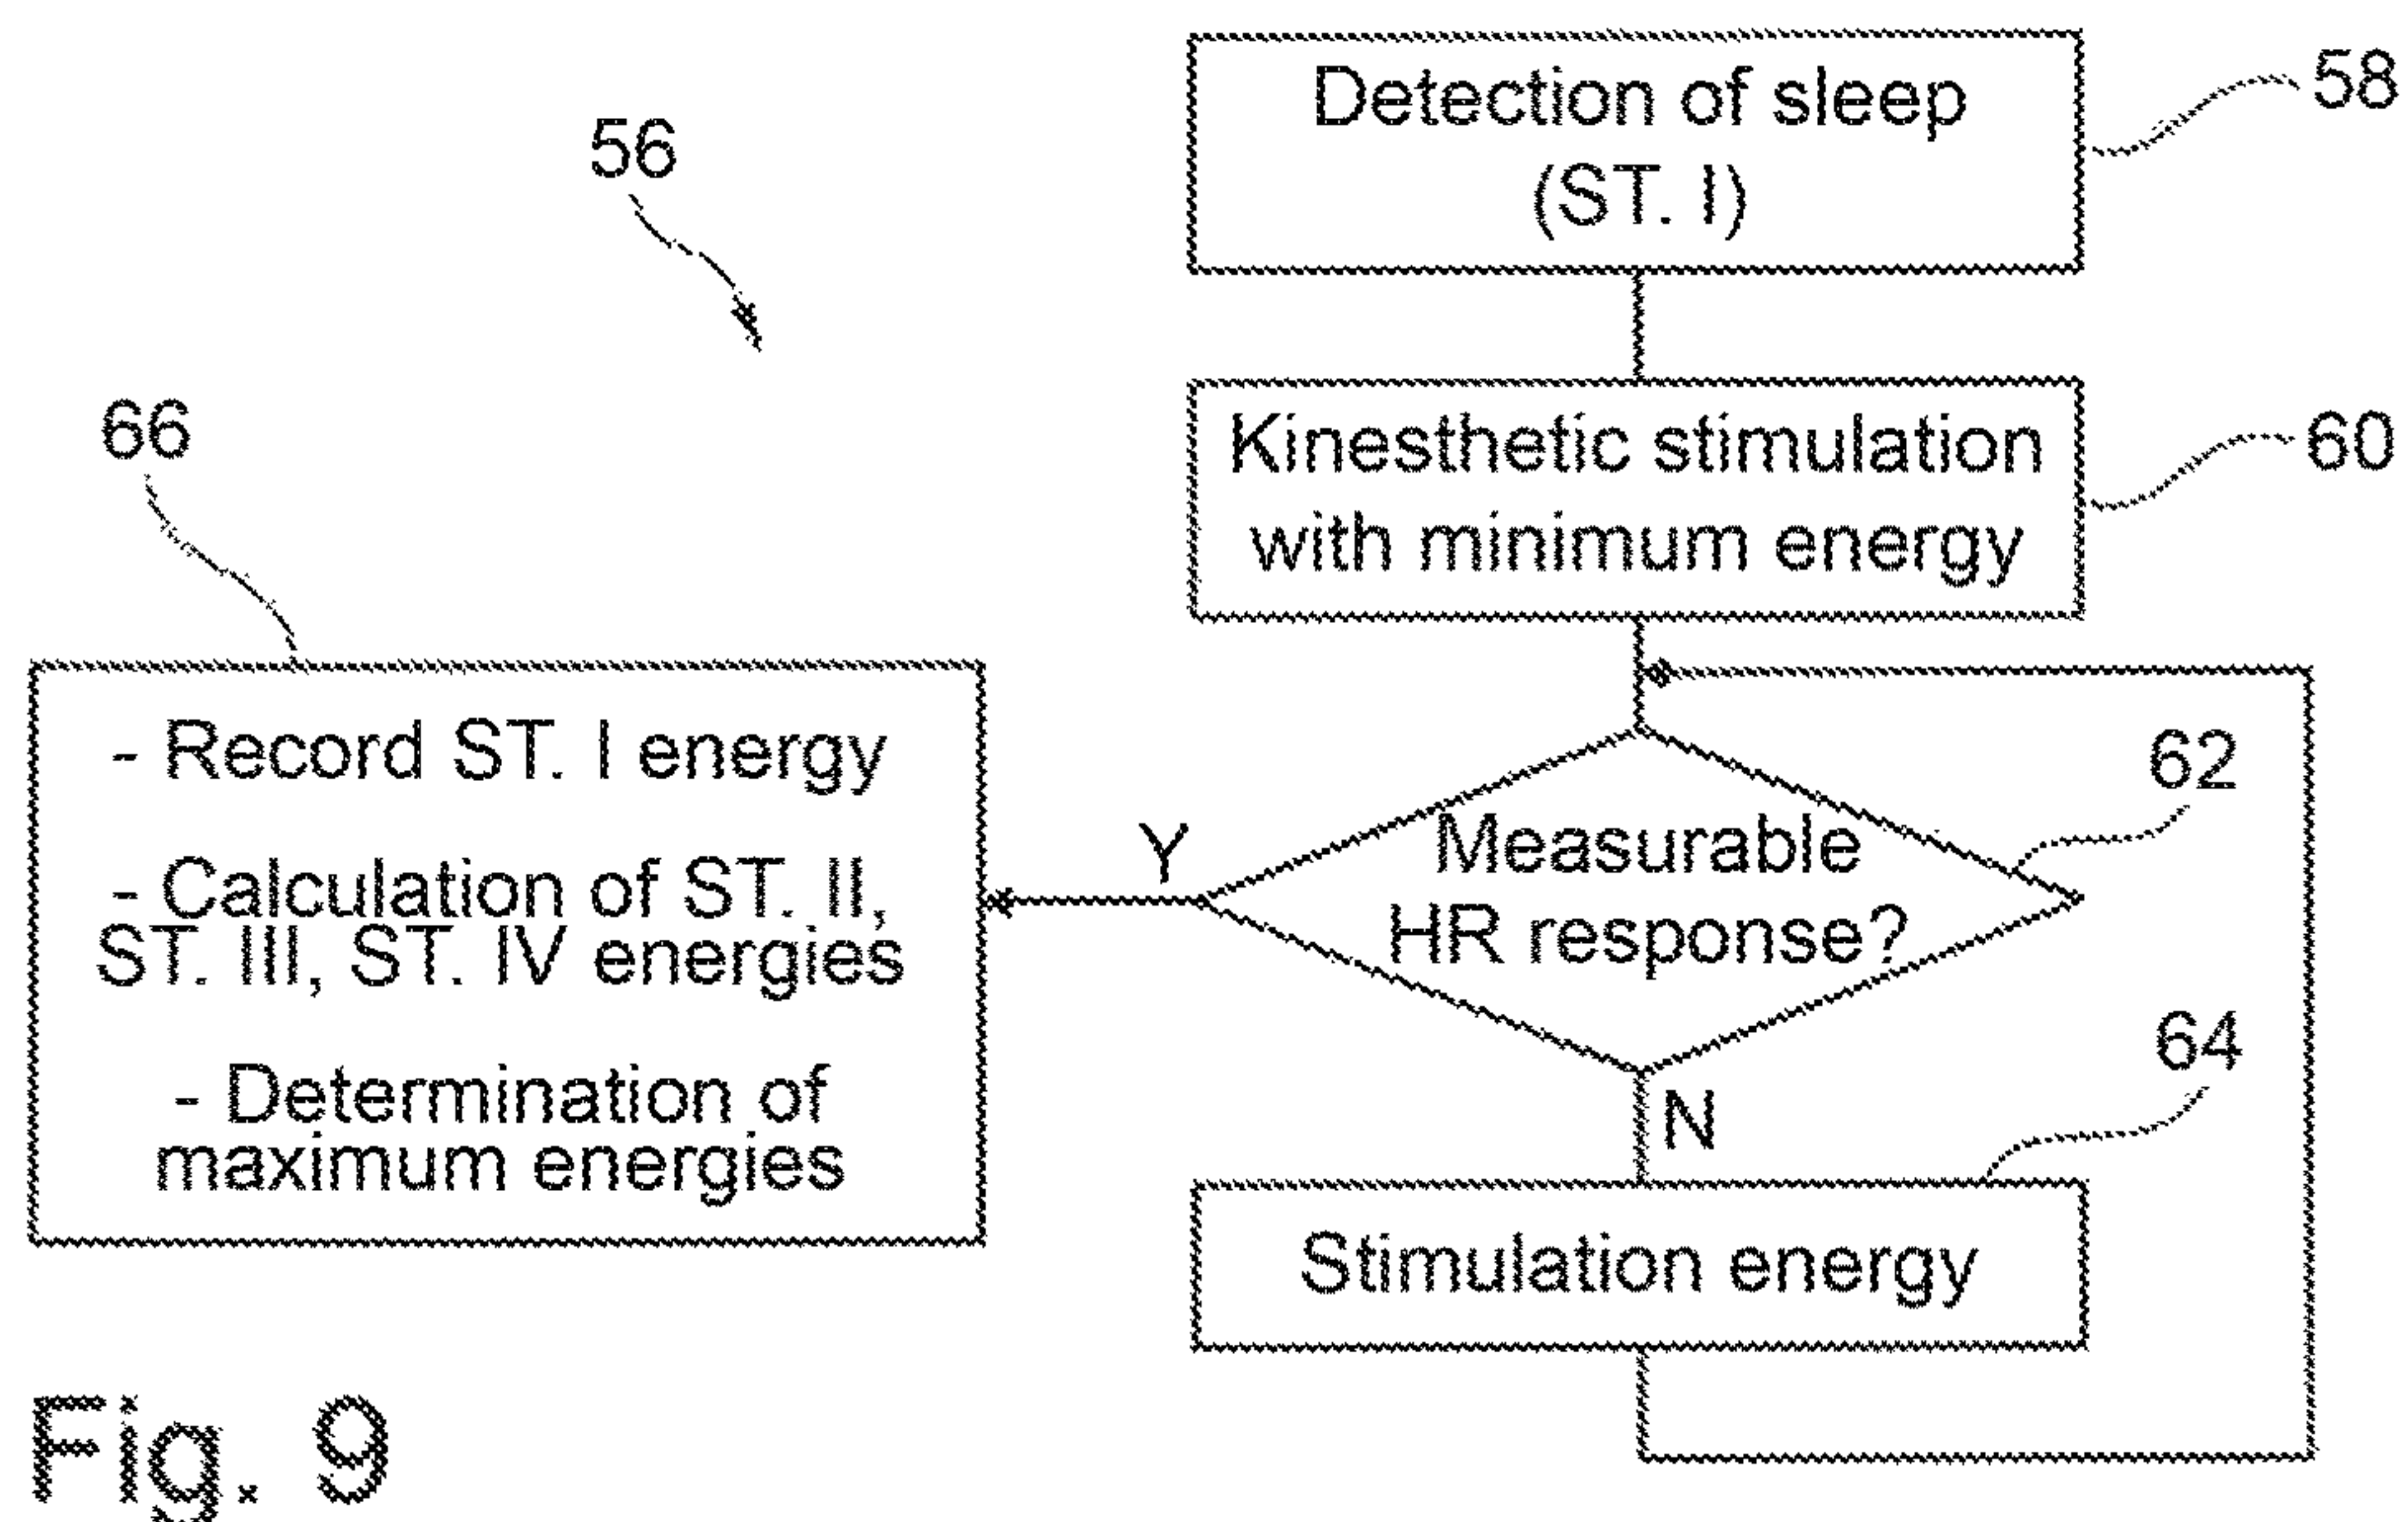 Detection of sleep
(ST. I)
58
56
Kinesthetic stimulation
with minimum energy
60
66
- Record ST. I energy
- Calculation of ST. II,
ST. III, ST. IV energies
- Determination of
maximum energies
Y
Measurable
HR response?
62
N
64
Stimulation energy
Fig. 9